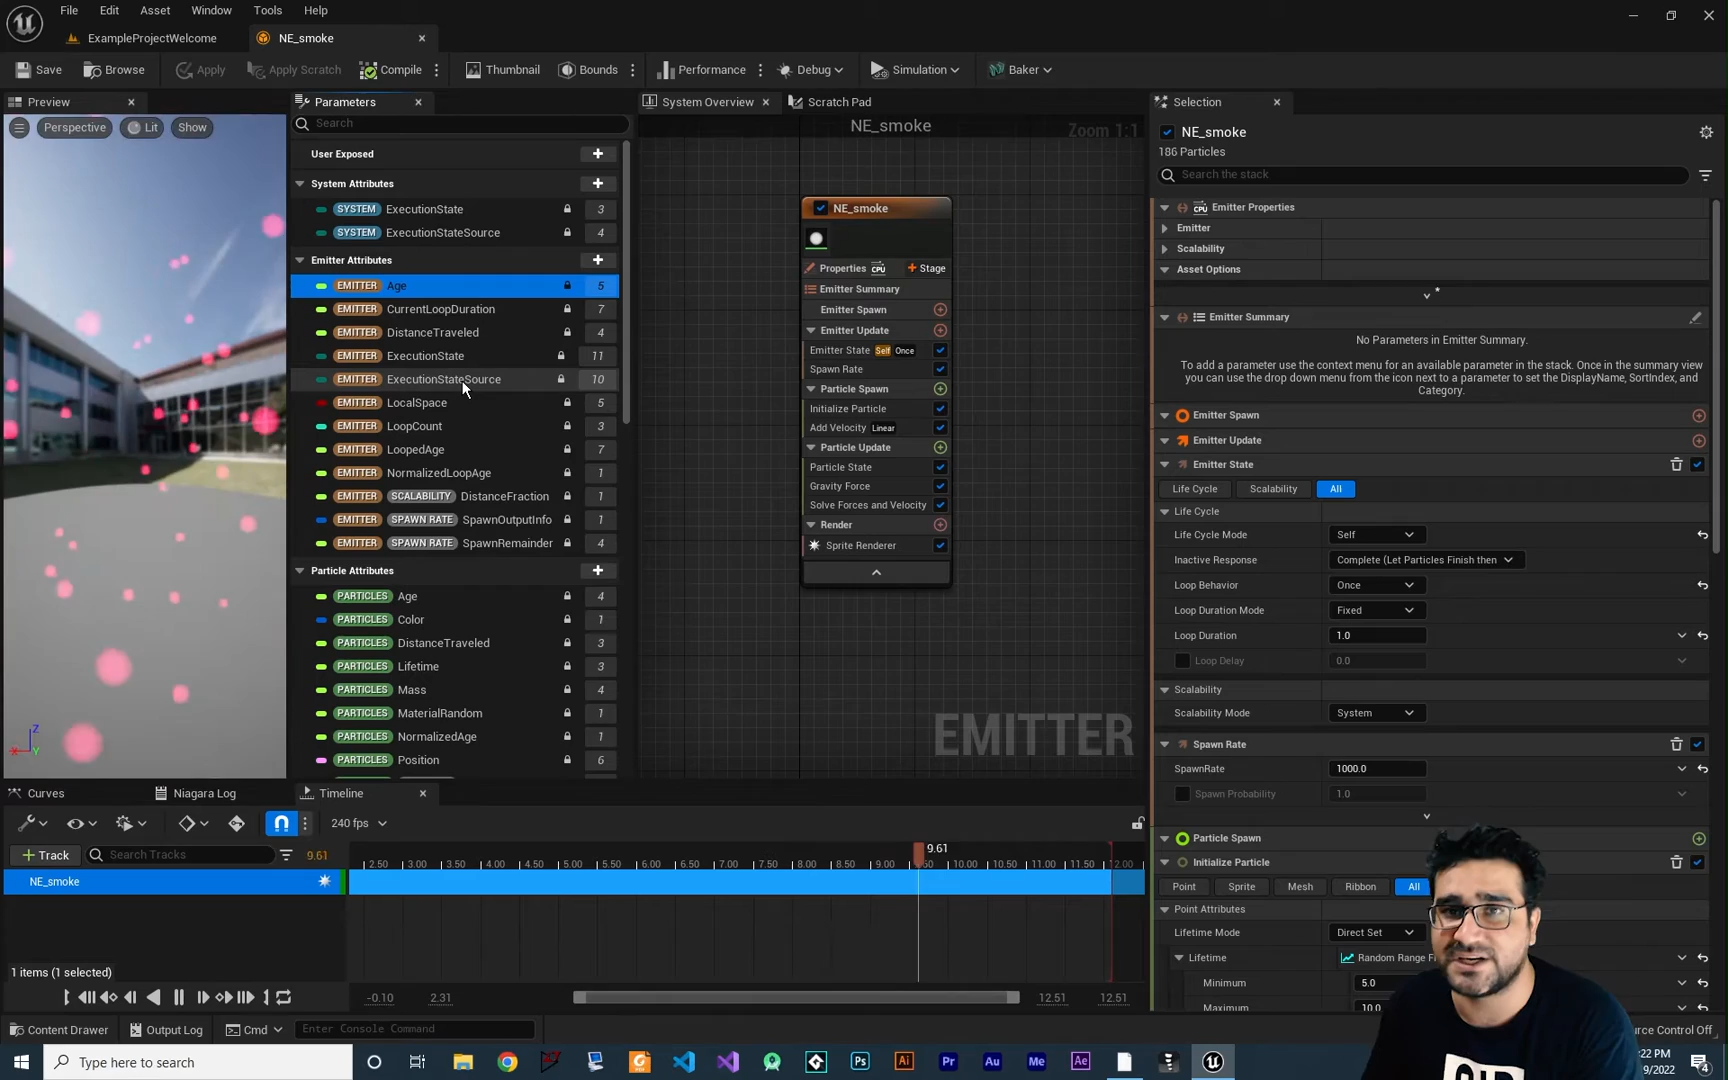 File Edit Asset Window Tools Help
ExampleProjectWelcome NE_smoke
Save Browse Apply Apply Scratch Compile Thumbnail Bounds Performance Debug Simulation Baker
Preview
Perspective Lit Show
Z
X
Y
Parameters
Search
User Exposed
System Attributes
SYSTEM ExecutionState 3
SYSTEM ExecutionStateSource 4
Emitter Attributes
EMITTER Age 5
EMITTER CurrentLoopDuration 7
EMITTER DistanceTraveled 4
EMITTER ExecutionState 11
EMITTER ExecutionStateSource 10
EMITTER LocalSpace 5
EMITTER LoopCount 3
EMITTER LoopedAge 7
EMITTER NormalizedLoopAge 1
EMITTER SCALABILITY DistanceFraction 1
EMITTER SPAWN RATE SpawnOutputInfo 1
EMITTER SPAWN RATE SpawnRemainder 4
Particle Attributes
PARTICLES Age 4
PARTICLES Color 1
PARTICLES DistanceTraveled 3
PARTICLES Lifetime 3
PARTICLES Mass 4
PARTICLES MaterialRandom 1
PARTICLES NormalizedAge 1
PARTICLES Position 6
System Overview Scratch Pad
NE_smoke Zoom 1:1
NE_smoke
Properties CPU Stage
Emitter Summary
Emitter Spawn
Emitter Update
Emitter State Self Once
Spawn Rate
Particle Spawn
Initialize Particle
Add Velocity Linear
Particle Update
Particle State
Gravity Force
Solve Forces and Velocity
Render
Sprite Renderer
EMITTER
Selection
NE_smoke
186 Particles
Search the stack
CPU Emitter Properties
Emitter
Scalability
Asset Options
Emitter Summary
No Parameters in Emitter Summary.
To add a parameter use the context menu for an available parameter in the stack. Once in the summary view
you can use the drop down menu from the icon next to a parameter to set the DisplayName, SortIndex, and
Category.
Emitter Spawn
Emitter Update
Emitter State
Life Cycle Scalability All
Life Cycle
Life Cycle Mode Self
Inactive Response Complete (Let Particles Finish then
Loop Behavior Once
Loop Duration Mode Fixed
Loop Duration 1.0
Loop Delay 0.0
Scalability
Scalability Mode System
Spawn Rate
SpawnRate 1000.0
Spawn Probability 1.0
Particle Spawn
Initialize Particle
Point Sprite Mesh Ribbon All
Point Attributes
Lifetime Mode Direct Set
Lifetime Random Range F
Minimum 5.0
Maximum 10.0
Curves Niagara Log Timeline
240 fps
Track Search Tracks 9.61
9.61
2.50 3.00 3.50 4.00 4.50 5.00 5.50 6.00 6.50 7.00 7.50 8.00 8.50 9.00 10.00 10.50 11.00 11.50 12.00
NE_smoke
1 items (1 selected)
-0.10 2.31 12.51 12.51
Content Drawer Output Log Cmd Enter Console Command
urce Control Off
Type here to search
Ps Ai Pr Au Me Ae
:22 PM
9/2022
4